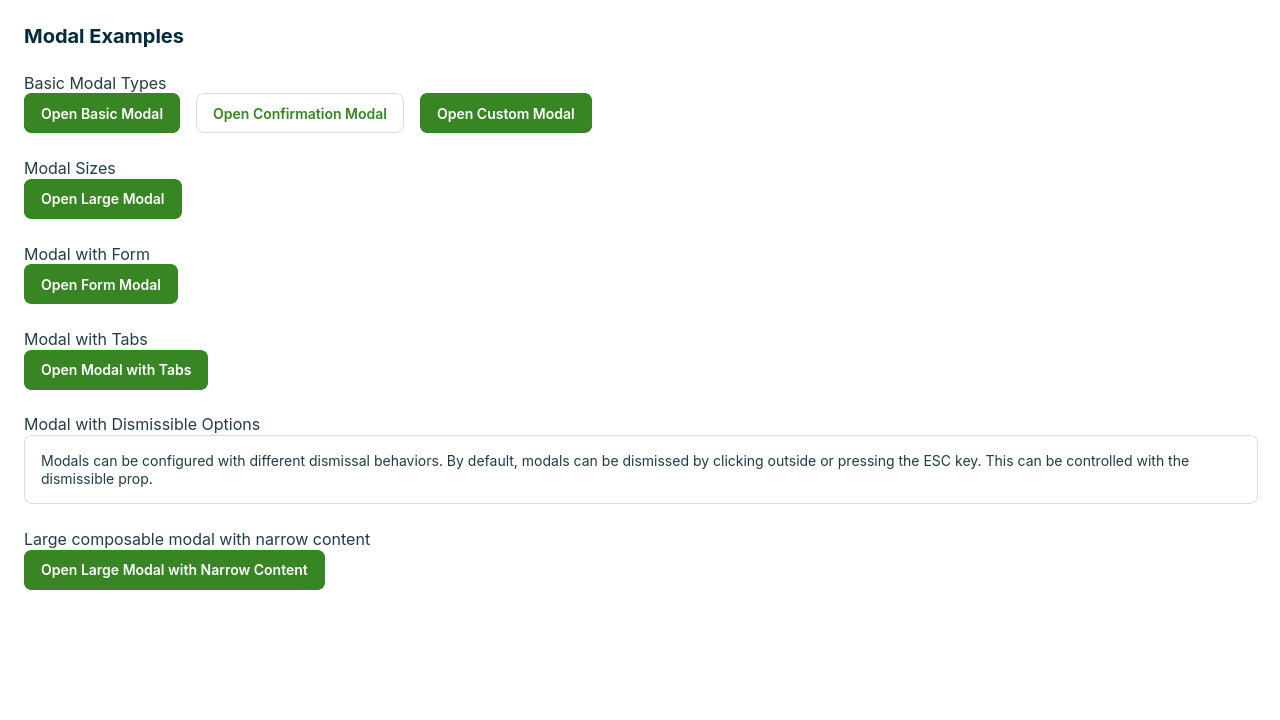 Modal Examples
Basic Modal Types
Open Basic Modal
Open Confirmation Modal
Open Custom Modal
Modal Sizes
Open Large Modal
Modal with Form
Open Form Modal
Modal with Tabs
Open Modal with Tabs
Modal with Dismissible Options
Modals can be configured with different dismissal behaviors. By default, modals can be dismissed by clicking outside or pressing the ESC key. This can be controlled with the
dismissible prop.
Large composable modal with narrow content
Open Large Modal with Narrow Content